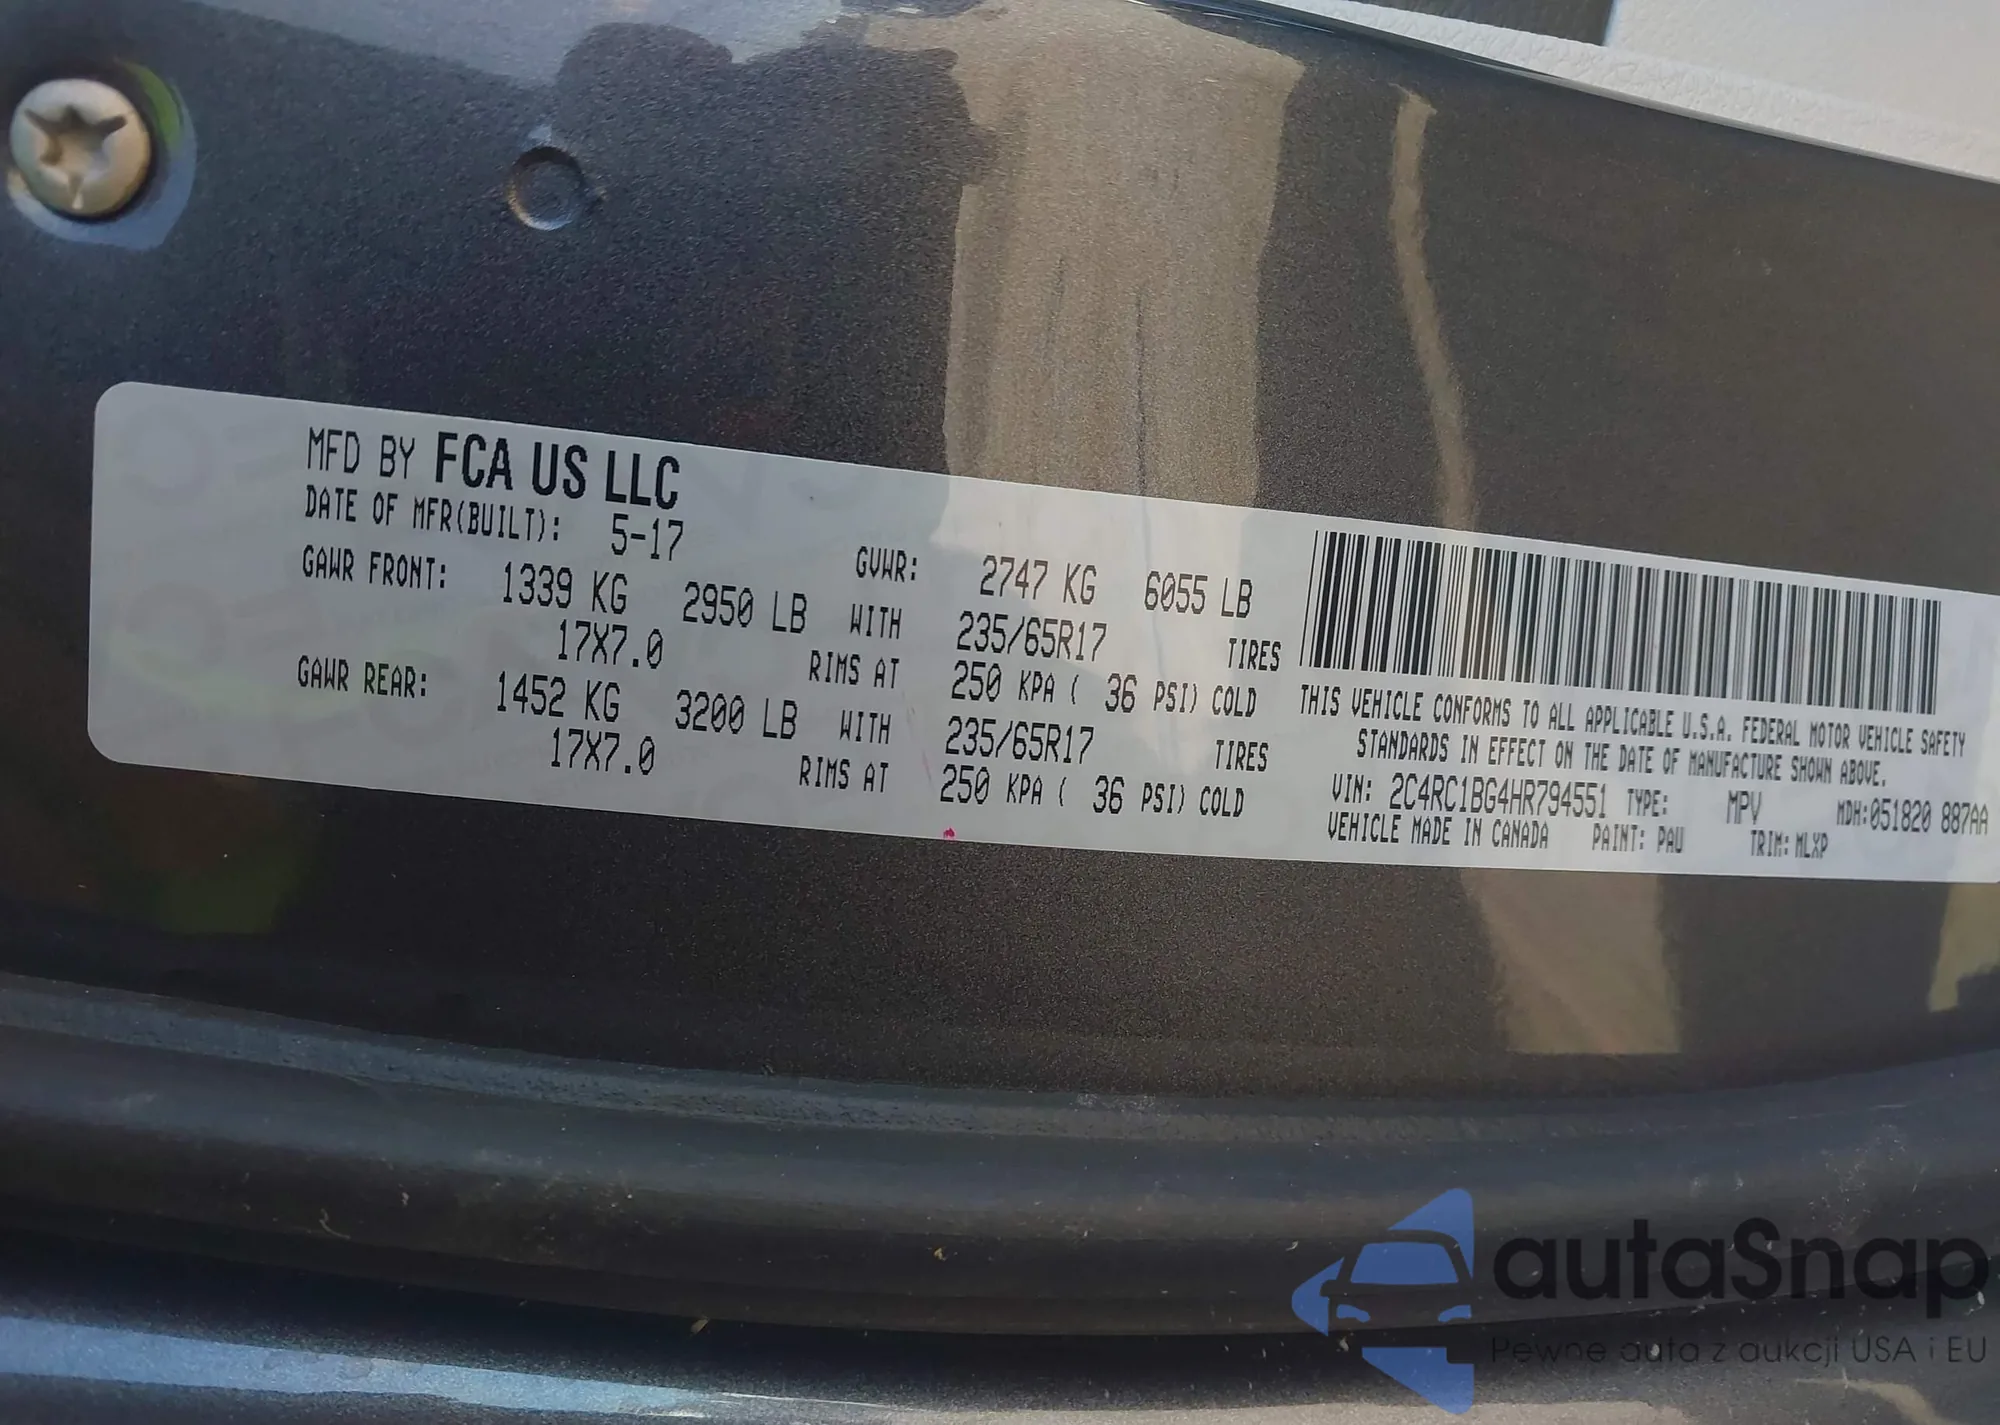 MFD BY FCA US LLC
DATE OF MFR(BUILT): 5-17 GVWR: 2747 KG 6055 LB
GAWR FRONT: 1339 KG 2950 LB WITH 235/65R17 TIRES
17X7.0 RIMS AT 250 KPA ( 36 PSI) COLD
GAWR REAR: 1452 KG 3200 LB WITH 235/65R17 TIRES
17X7.0 RIMS AT 250 KPA ( 36 PSI) COLD
THIS VEHICLE CONFORMS TO ALL APPLICABLE U.S.A. FEDERAL MOTOR VEHICLE SAFETY
STANDARDS IN EFFECT ON THE DATE OF MANUFACTURE SHOWN ABOVE.
VIN: 2C4RC1BG4HR794551 TYPE: MPV MDH:051820 887AA
VEHICLE MADE IN CANADA PAINT: PAU TRIM: MLXP
autaSnap
Pewne auta z aukcji USA i EU